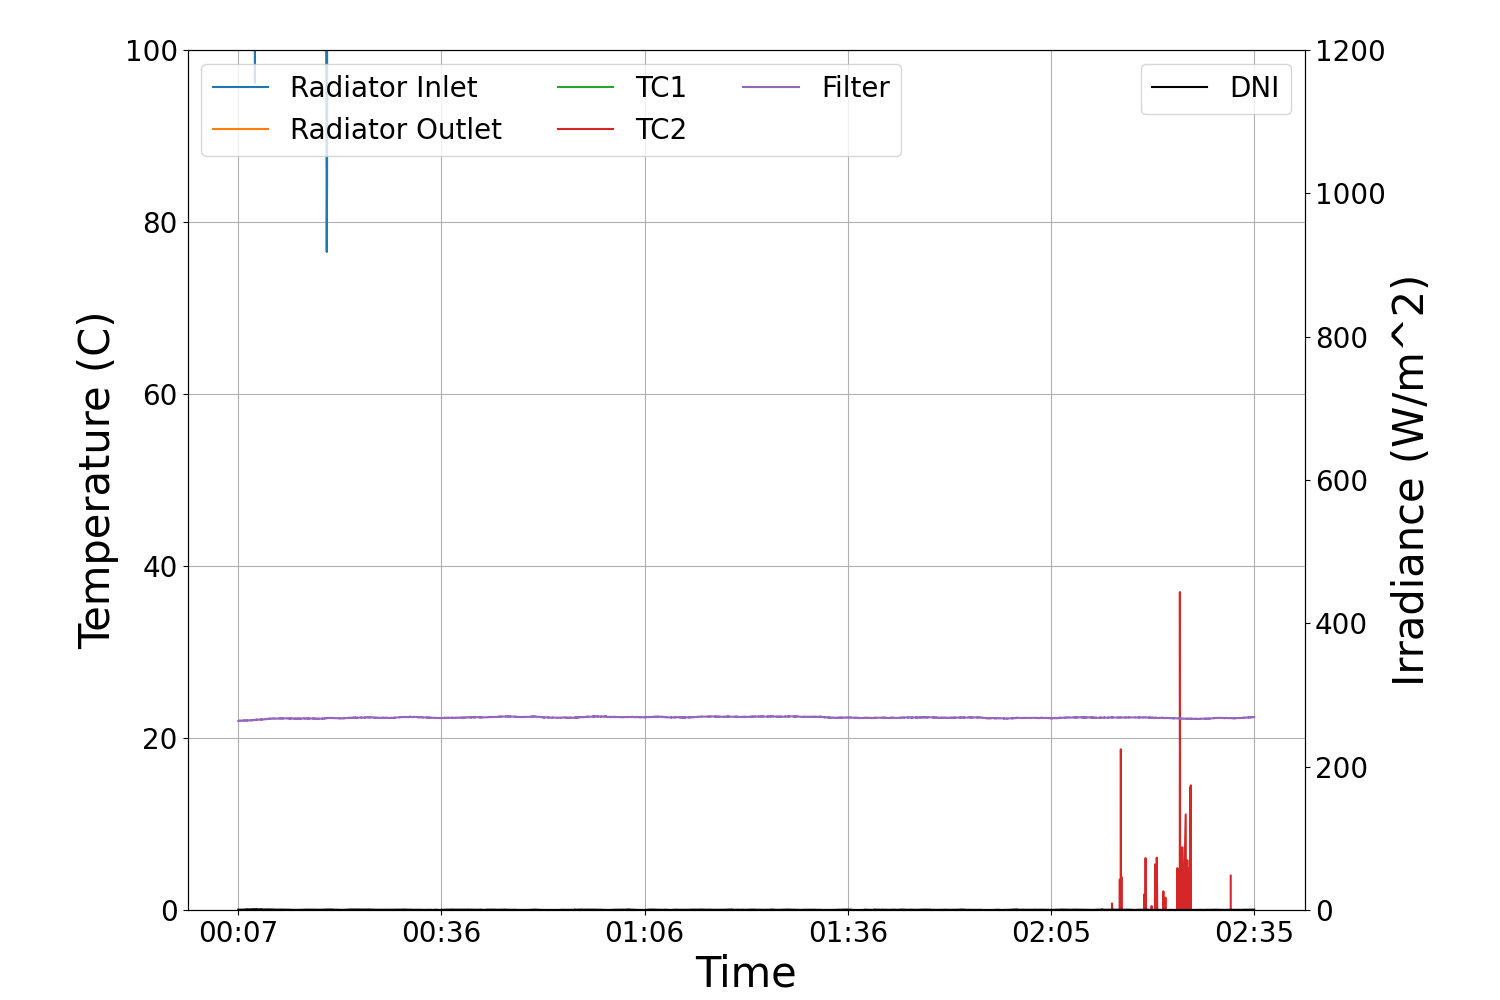 100
80
60
40
20
0
Temperature (C)
Radiator Inlet
Radiator Outlet
TC1
TC2
Filter
DNI
1200
1000
800
600
400
200
0
Irradiance (W/m^2)
00:07 00:36 01:06 01:36 02:05 02:35
Time